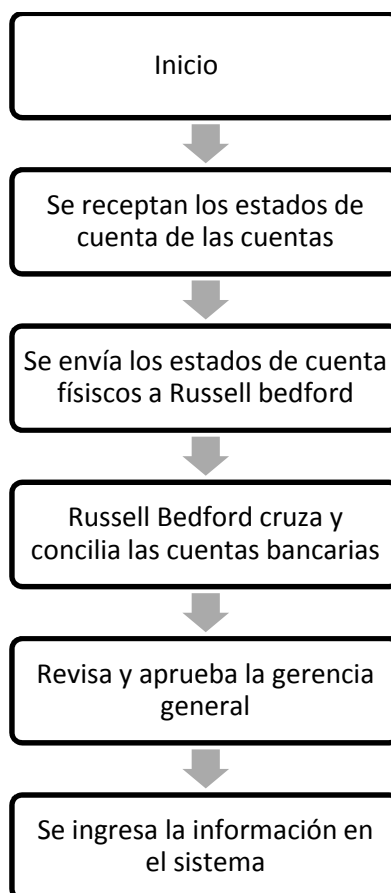 Inicio
Se receptan los estados de
cuenta de las cuentas
Se envía los estados de cuenta
físiscos a Russell bedford
Russell Bedford cruza y
concilia las cuentas bancarias
Revisa y aprueba la gerencia
general
Se ingresa la información en
el sistema